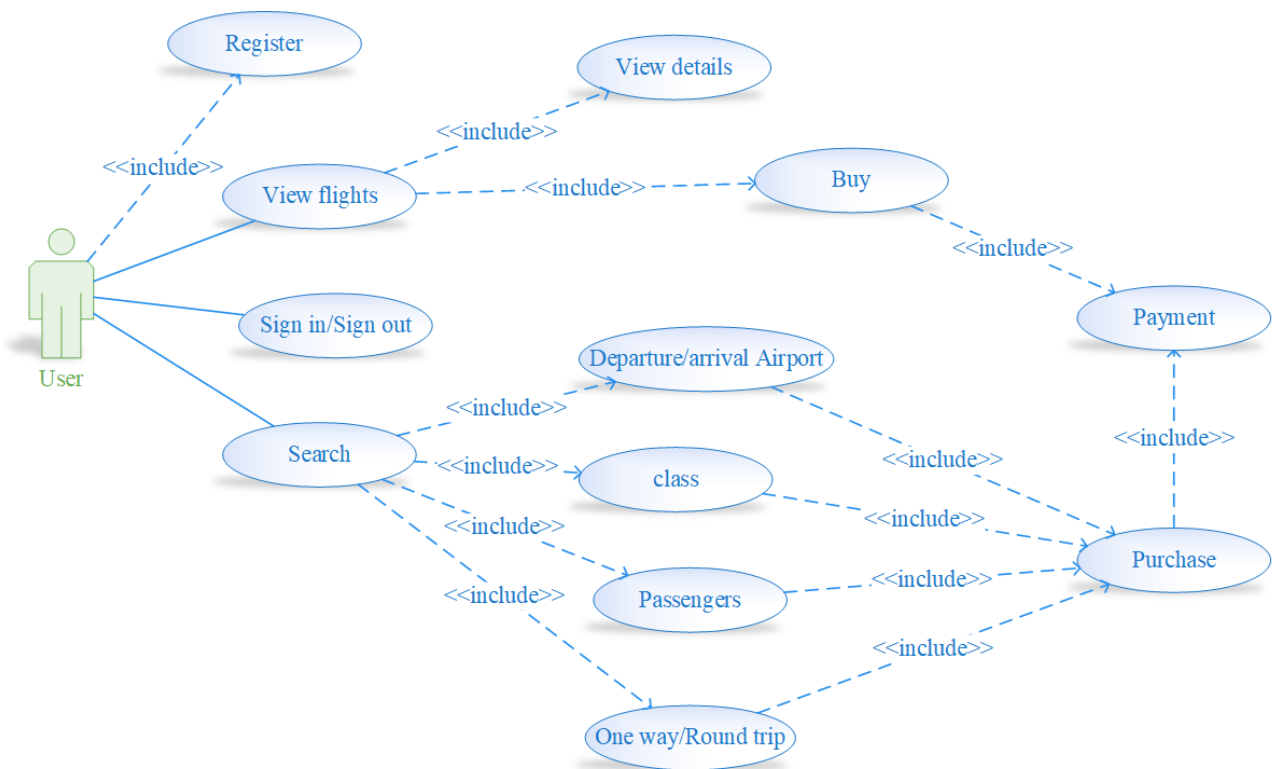 Register
View details
<<include>>
<<include>>
<<include>>
View flights
Buy
<<include>>
Sign in/Sign out
Payment
User
Departure/arrival Airport
<<include>>
<<include>>
Search
<<include>>
<<include>>
class
<<include>>
<<include>>
Purchase
<<include>>
Passengers
<<include>>
<<include>>
<<include>>
One way/Round trip